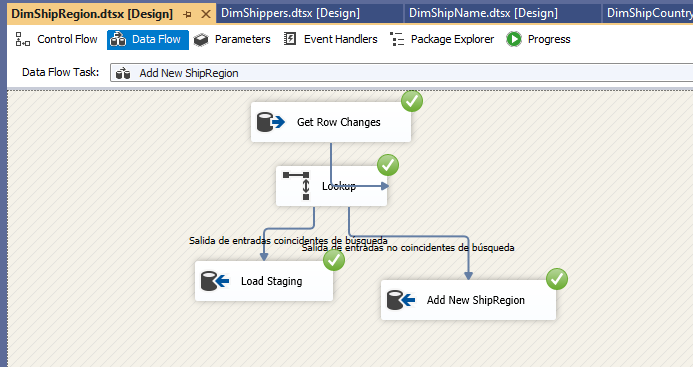 DimShipRegion.dtsx [Design]
DimShippers.dtsx [Design]
DimShipName.dtsx [Design]
DimShipCountry
Control Flow
Data Flow
Parameters
Event Handlers
Package Explorer
Progress
Data Flow Task:
Add New ShipRegion
Get Row Changes
Lookup
Salida de entradas coincidentes de búsqueda
Salida de entradas no coincidentes de búsqueda
Load Staging
Add New ShipRegion